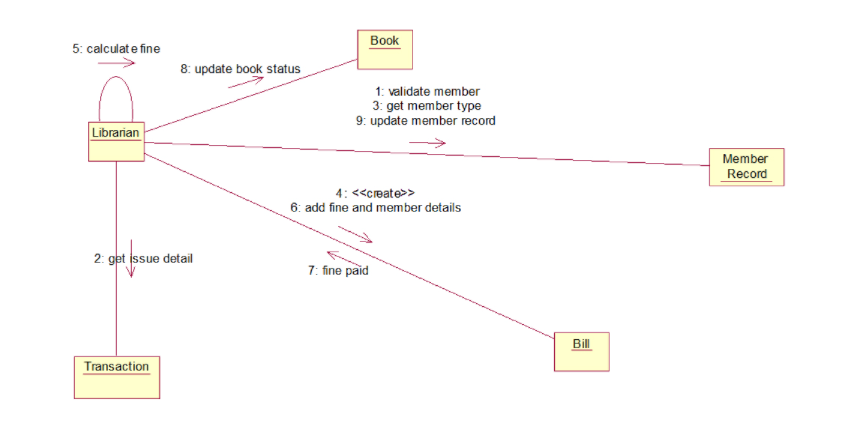 Book
5: calculate fine
8: update book status
1: validate member
3: get member type
9: update member record
Librarian
Member
Record
4: <<create>>
6: add fine and member details
2: get issue detail
7: fine paid
Bill
Transaction